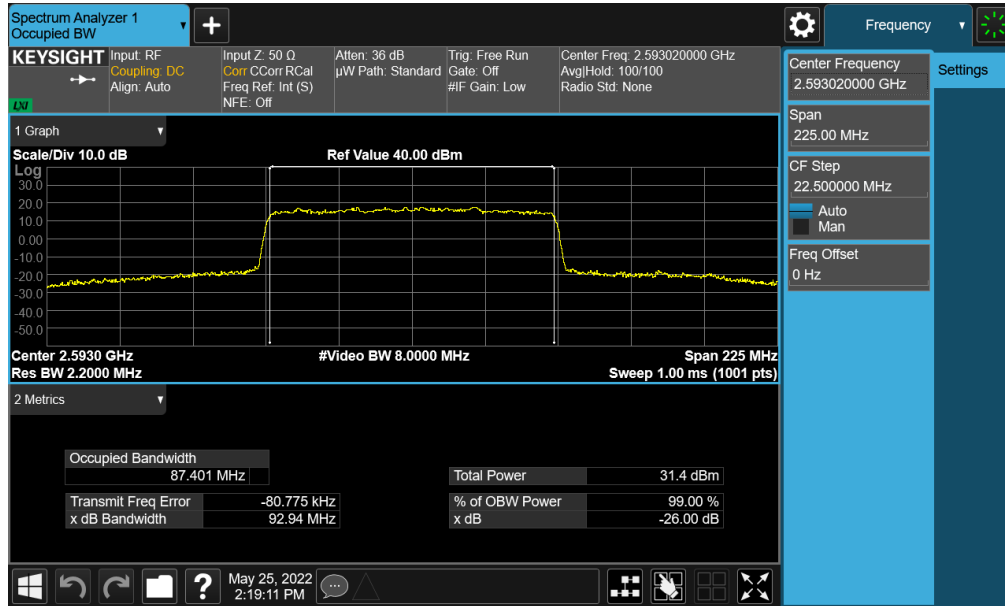 Spectrum Analyzer 1
Occupied BW
+
Frequency
KEYSIGHT
LXI
Input: RF
Coupling: DC
Align: Auto
Input Z: 50 Ω
Corr CCorr RCal
Freq Ref: Int (S)
NFE: Off
Atten: 36 dB
µW Path: Standard
Trig: Free Run
Gate: Off
#IF Gain: Low
Center Freq: 2.593020000 GHz
Avg|Hold: 100/100
Radio Std: None
Center Frequency
2.593020000 GHz
Settings
Span
225.00 MHz
CF Step
22.500000 MHz
Auto
Man
Freq Offset
0 Hz
1 Graph
Scale/Div 10.0 dB
Ref Value 40.00 dBm
Log
30.0
20.0
10.0
0.00
-10.0
-20.0
-30.0
-40.0
-50.0
Center 2.5930 GHz
#Video BW 8.0000 MHz
Span 225 MHz
Res BW 2.2000 MHz
Sweep 1.00 ms (1001 pts)
2 Metrics
Occupied Bandwidth
87.401 MHz
Total Power 31.4 dBm
Transmit Freq Error -80.775 kHz
% of OBW Power 99.00 %
x dB Bandwidth 92.94 MHz
x dB -26.00 dB
?
May 25, 2022
2:19:11 PM